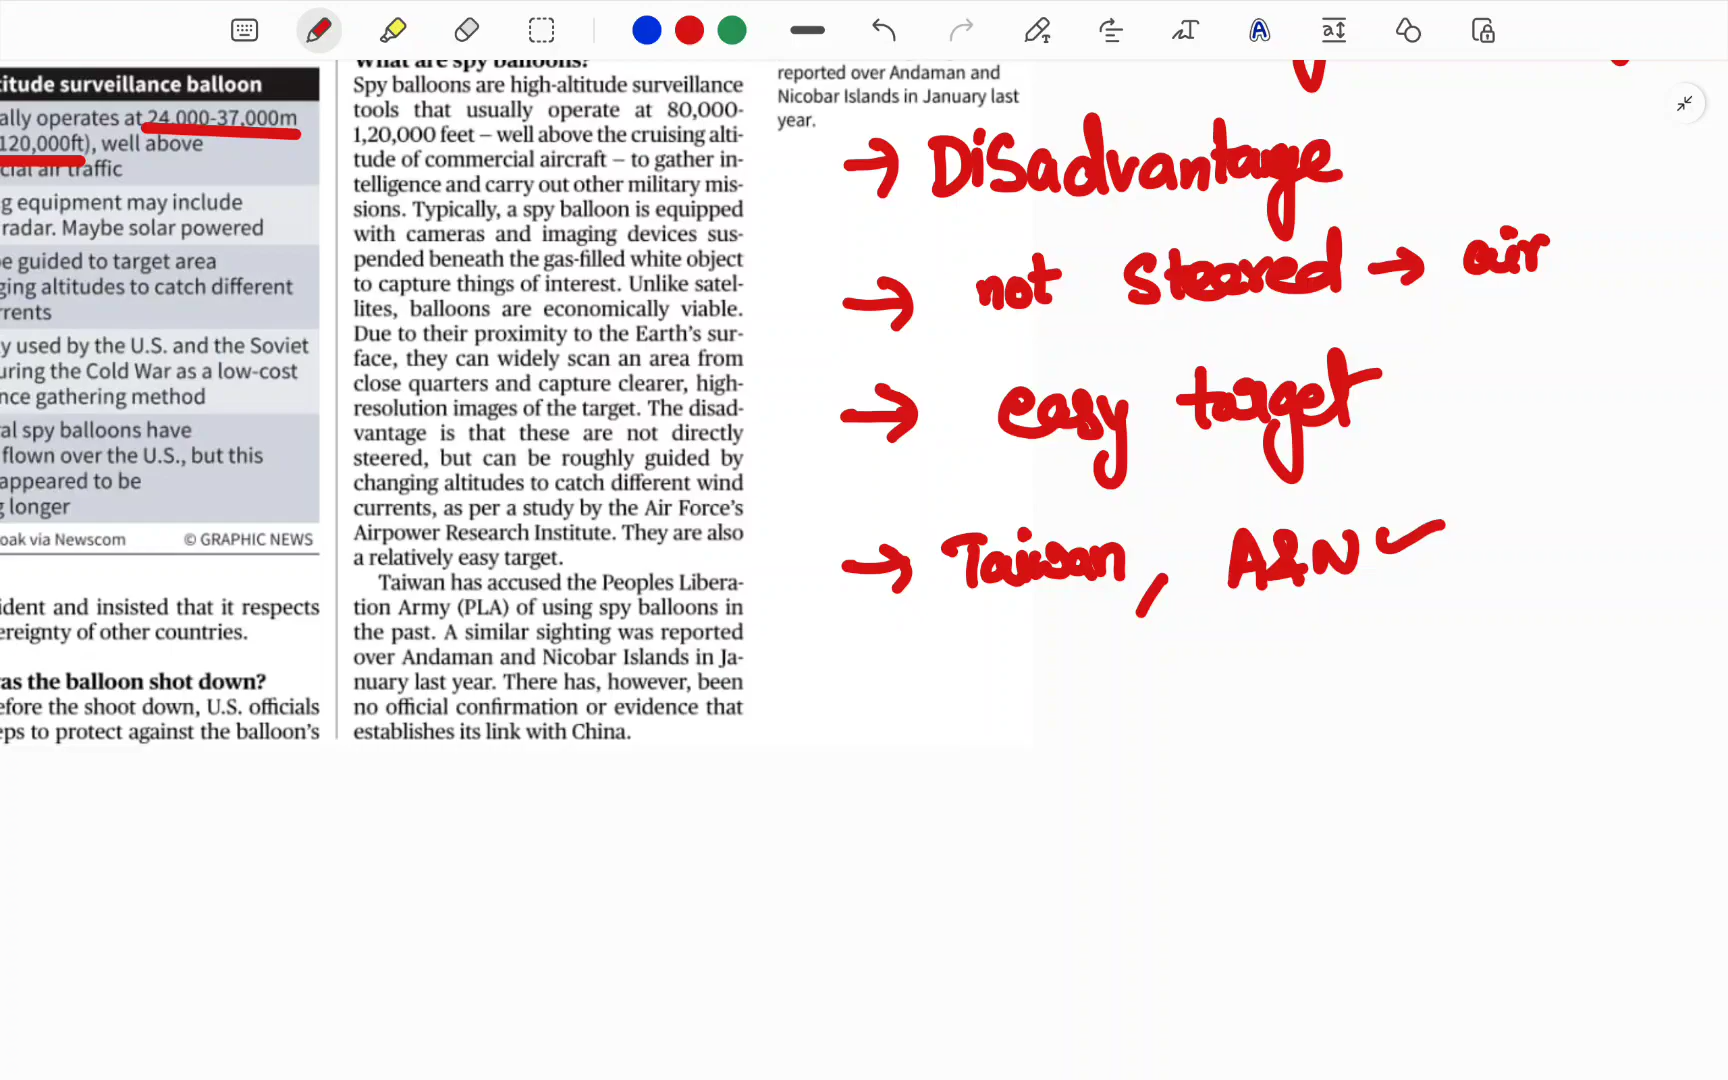 titude surveillance balloon
ally operates at 24,000-37,000m
120,000ft), well above
cial air traffic
g equipment may include
radar. Maybe solar powered
e guided to target area
ging altitudes to catch different
rrents
y used by the U.S. and the Soviet
uring the Cold War as a low-cost
nce gathering method
al spy balloons have
flown over the U.S., but this
appeared to be
g longer
oak via Newscom © GRAPHIC NEWS
ident and insisted that it respects
ereignty of other countries.
as the balloon shot down?
efore the shoot down, U.S. officials
eps to protect against the balloon's
What are spy balloons?
Spy balloons are high-altitude surveillance
tools that usually operate at 80,000-
1,20,000 feet – well above the cruising alti-
tude of commercial aircraft – to gather in-
telligence and carry out other military mis-
sions. Typically, a spy balloon is equipped
with cameras and imaging devices sus-
pended beneath the gas-filled white object
to capture things of interest. Unlike satel-
lites, balloons are economically viable.
Due to their proximity to the Earth's sur-
face, they can widely scan an area from
close quarters and capture clearer, high-
resolution images of the target. The disad-
vantage is that these are not directly
steered, but can be roughly guided by
changing altitudes to catch different wind
currents, as per a study by the Air Force's
Airpower Research Institute. They are also
a relatively easy target.
Taiwan has accused the Peoples Libera-
tion Army (PLA) of using spy balloons in
the past. A similar sighting was reported
over Andaman and Nicobar Islands in Ja-
nuary last year. There has, however, been
no official confirmation or evidence that
establishes its link with China.
reported over Andaman and
Nicobar Islands in January last
year.
→ Disadvantage
→ not steered → air
→ easy target
→ Taiwan, A&N ✓